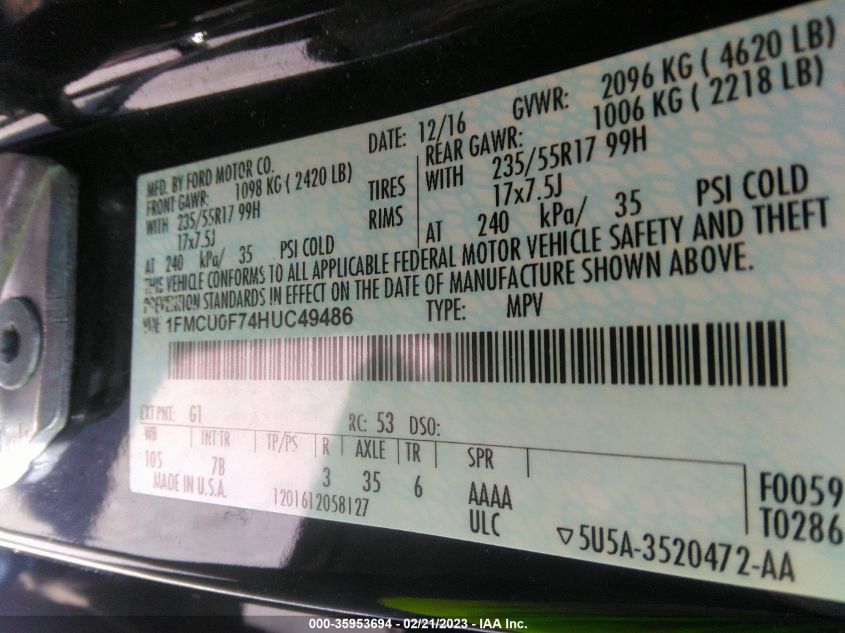 MFD. BY FORD MOTOR CO.
DATE: 12/16 GVWR: 2096 KG ( 4620 LB)
FRONT GAWR: 1098 KG ( 2420 LB)
REAR GAWR: 1006 KG ( 2218 LB)
WITH 235/55R17 99H TIRES WITH 235/55R17 99H
17x7.5J RIMS 17x7.5J
AT 240 kPa/ 35 PSI COLD AT 240 kPa/ 35 PSI COLD
THIS VEHICLE CONFORMS TO ALL APPLICABLE FEDERAL MOTOR VEHICLE SAFETY AND THEFT
PREVENTION STANDARDS IN EFFECT ON THE DATE OF MANUFACTURE SHOWN ABOVE.
VIN: 1FMCU0F74HUC49486 TYPE: MPV
EXT PNT: G1 RC: 53 DSO:
WB INT TR TP/PS R AXLE TR SPR
105 7B 3 35 6 AAAA
F0059
MADE IN U.S.A. 1201612058127 ULC
T0286
▽5U5A-3520472-AA
000-35953694 - 02/21/2023 - IAA Inc.